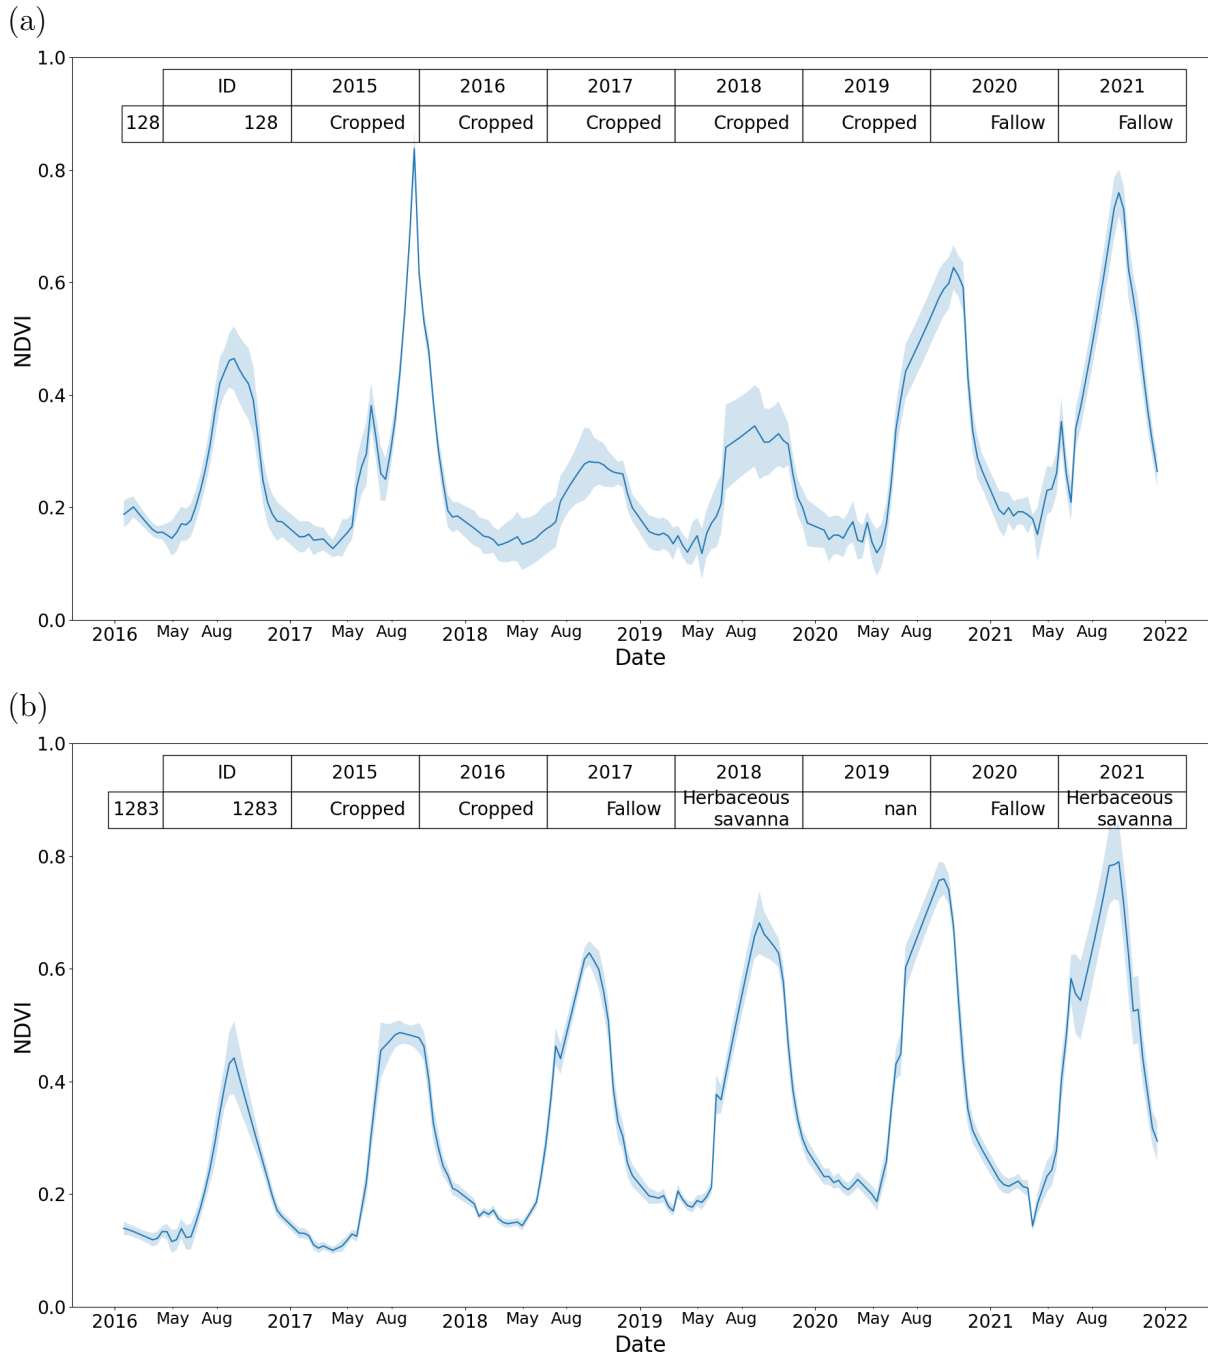 (a)
1.0
ID 2015 2016 2017 2018 2019 2020 2021
128 128 Cropped Cropped Cropped Cropped Cropped Fallow Fallow
0.8
0.6
NDVI
0.4
0.2
0.0
2016 May Aug 2017 May Aug 2018 May Aug 2019 May Aug 2020 May Aug 2021 May Aug 2022
Date
(b)
1.0
ID 2015 2016 2017 2018 2019 2020 2021
1283 1283 Cropped Cropped Fallow Herbaceous savanna nan Fallow Herbaceous savanna
0.8
0.6
NDVI
0.4
0.2
0.0
2016 May Aug 2017 May Aug 2018 May Aug 2019 May Aug 2020 May Aug 2021 May Aug 2022
Date